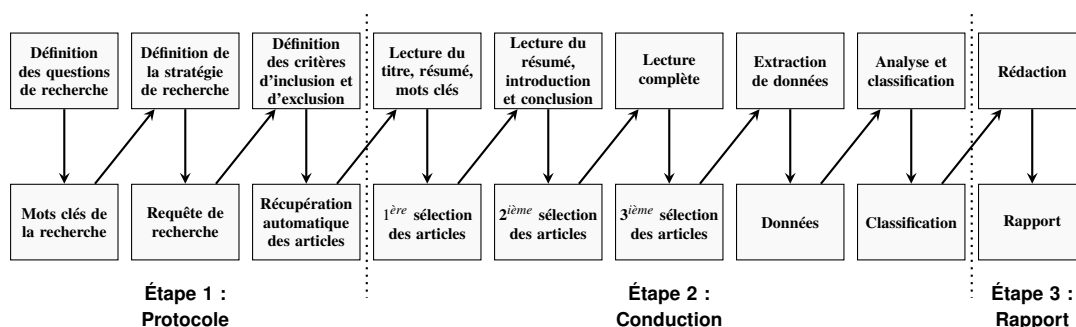 Définition
des questions
de recherche
Définition de
la stratégie
de recherche
Définition
des critères
d'inclusion et
d'exclusion
Lecture du
titre, résumé,
mots clés
Lecture du
résumé,
introduction
et conclusion
Lecture
complète
Extraction
de données
Analyse et
classification
Rédaction
Mots clés de
la recherche
Requête de
recherche
Récupération
automatique
des articles
1ère sélection
des articles
2ième sélection
des articles
3ième sélection
des articles
Données
Classification
Rapport
Étape 1 :
Protocole
Étape 2 :
Conduction
Étape 3 :
Rapport